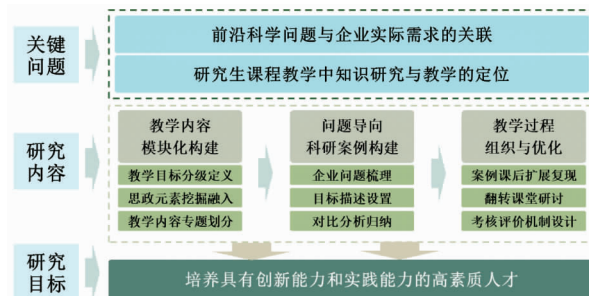 关键
问题
前沿科学问题与企业实际需求的关联
研究生课程教学中知识研究与教学的定位
研究
内容
教学内容
模块化构建
教学目标分级定义
思政元素挖掘融入
教学内容专题划分
问题导向
科研案例构建
企业问题梳理
目标描述设置
对比分析归纳
教学过程
组织与优化
案例课后扩展复现
翻转课堂研讨
考核评价机制设计
研究
目标
培养具有创新能力和实践能力的高素质人才